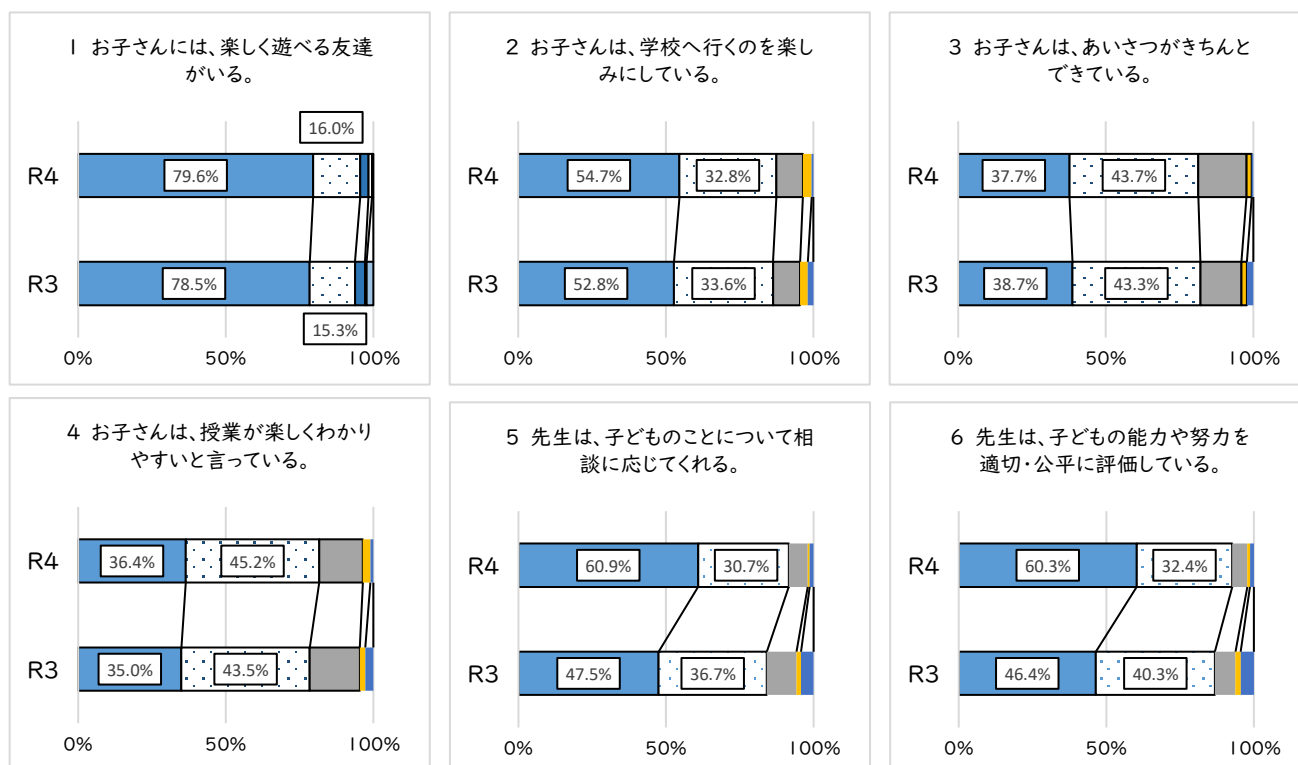 1 お子さんには、楽しく遊べる友達
がいる。
16.0%
R4
79.6%
R3
78.5%
15.3%
0% 50% 100%
2 お子さんは、学校へ行くのを楽し
みにしている。
R4
54.7% 32.8%
R3
52.8% 33.6%
0% 50% 100%
3 お子さんは、あいさつがきちんと
できている。
R4
37.7% 43.7%
R3
38.7% 43.3%
0% 50% 100%
4 お子さんは、授業が楽しくわかり
やすいと言っている。
R4
36.4% 45.2%
R3
35.0% 43.5%
0% 50% 100%
5 先生は、子どものことについて相
談に応じてくれる。
R4
60.9% 30.7%
R3
47.5% 36.7%
0% 50% 100%
6 先生は、子どもの能力や努力を
適切・公平に評価している。
R4
60.3% 32.4%
R3
46.4% 40.3%
0% 50% 100%